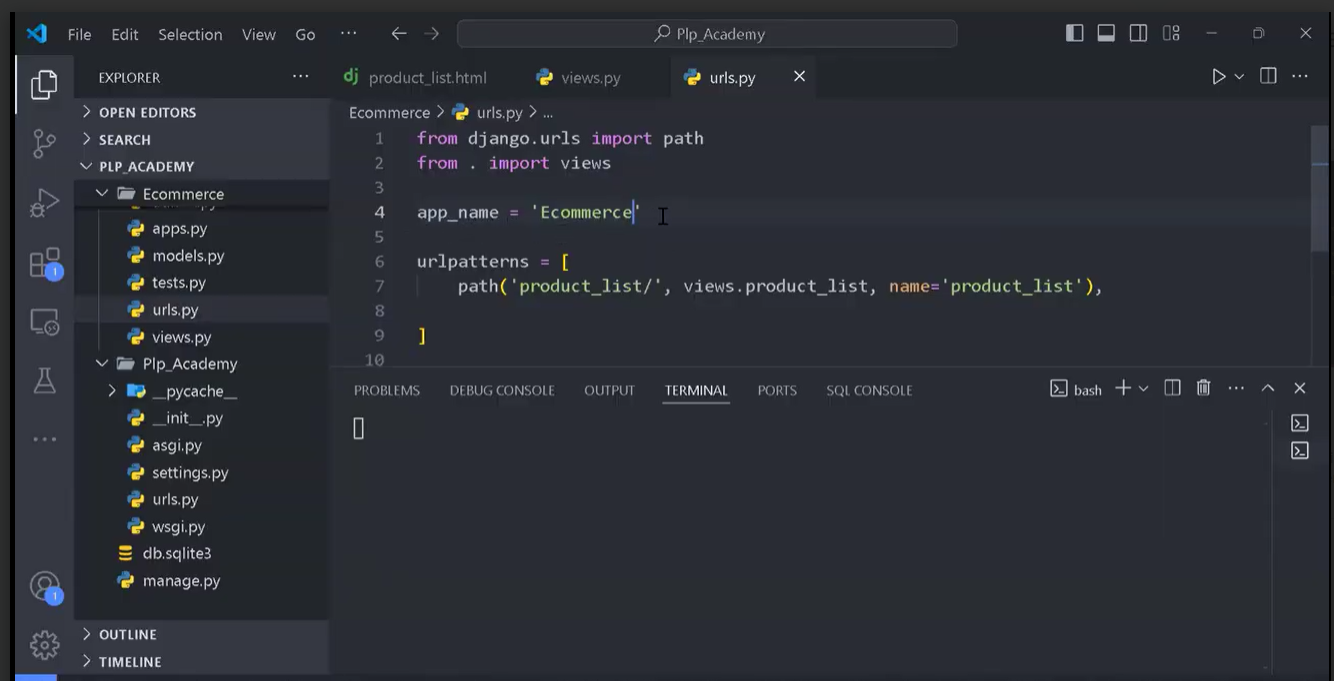 File Edit Selection View Go ··· Plp_Academy
EXPLORER ···
product_list.html views.py urls.py
OPEN EDITORS
SEARCH
PLP_ACADEMY
Ecommerce
apps.py
models.py
tests.py
urls.py
views.py
Plp_Academy
__pycache__
__init__.py
asgi.py
settings.py
urls.py
wsgi.py
db.sqlite3
manage.py
OUTLINE
TIMELINE
1
1
Ecommerce > urls.py > ...
1 from django.urls import path
2 from . import views
3
4 app_name = 'Ecommerce'
5
6 urlpatterns = [
7 path('product_list/', views.product_list, name='product_list'),
8
9 ]
10
PROBLEMS DEBUG CONSOLE OUTPUT TERMINAL PORTS SQL CONSOLE bash